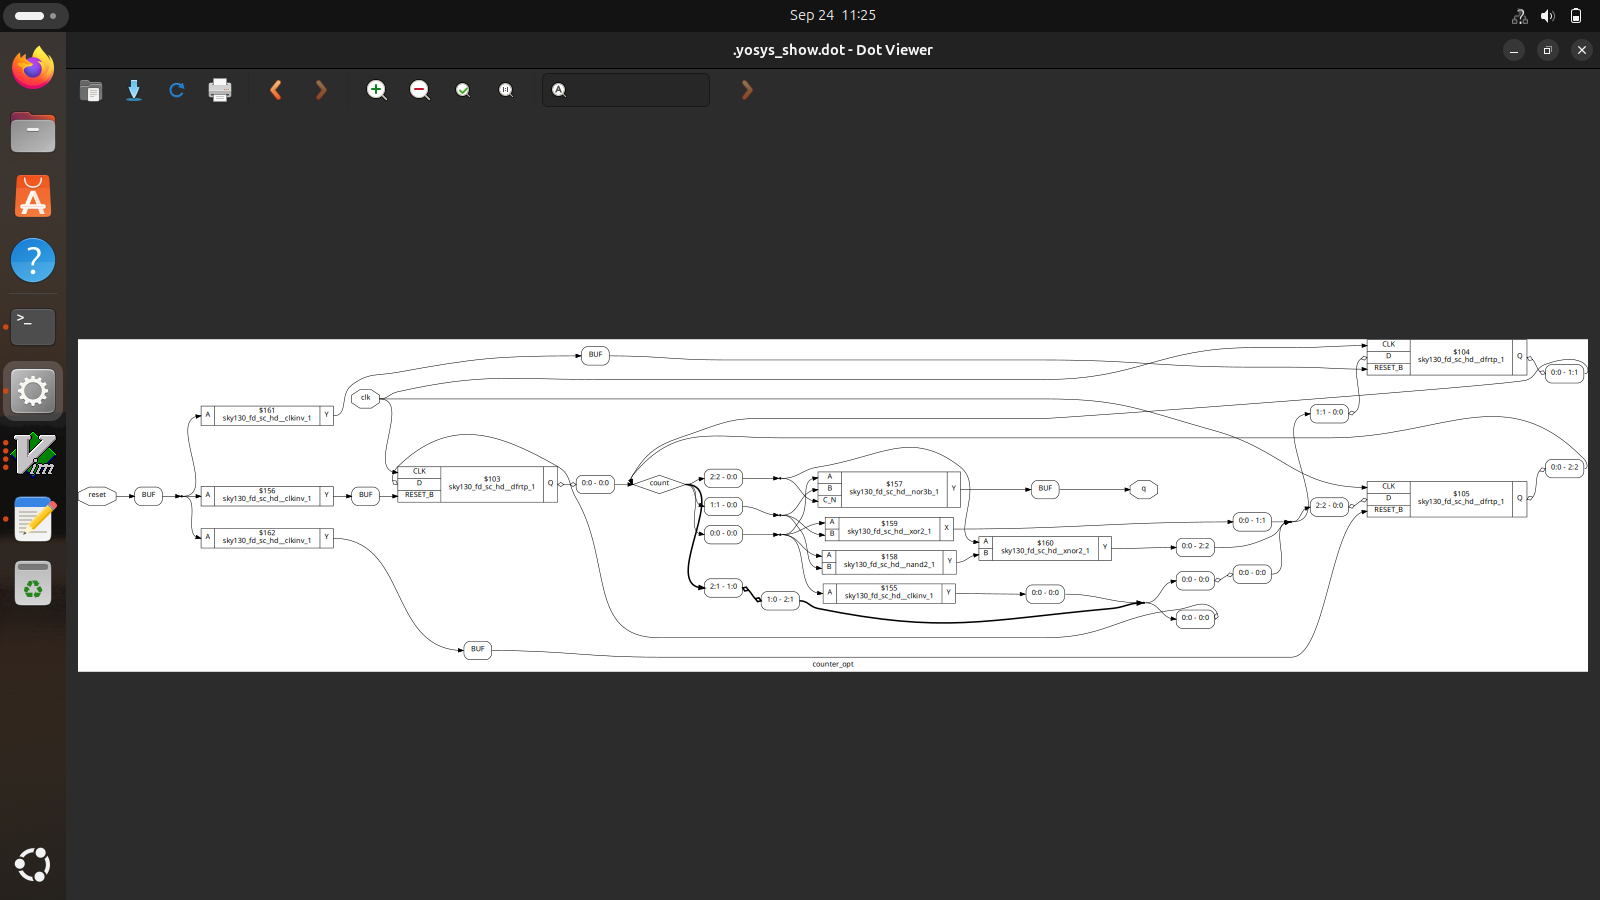 Sep 24 11:25
.yosys_show.dot - Dot Viewer
A
1:1
>_
?
A
Vim
CLK
D
RESET_B
$104
sky130_fd_sc_hd__dfrtp_1
Q
0:0 - 1:1
BUF
clk
1:1 - 0:0
A
$161
sky130_fd_sc_hd__clkinv_1
Y
reset
BUF
A
$156
sky130_fd_sc_hd__clkinv_1
Y
BUF
CLK
D
RESET_B
$103
sky130_fd_sc_hd__dfrtp_1
Q
0:0 - 0:0
count
2:2 - 0:0
1:1 - 0:0
0:0 - 0:0
2:1 - 1:0
1:0 - 2:1
A
B
C_N
$157
sky130_fd_sc_hd__nor3b_1
Y
BUF
q
A
B
$159
sky130_fd_sc_hd__xor2_1
X
A
B
$158
sky130_fd_sc_hd__nand2_1
Y
A
B
$160
sky130_fd_sc_hd__xnor2_1
Y
A
$155
sky130_fd_sc_hd__clkinv_1
Y
0:0 - 0:0
0:0 - 1:1
0:0 - 2:2
0:0 - 0:0
0:0 - 0:0
0:0 - 0:0
2:2 - 0:0
CLK
D
RESET_B
$105
sky130_fd_sc_hd__dfrtp_1
Q
0:0 - 2:2
A
$162
sky130_fd_sc_hd__clkinv_1
Y
BUF
counter_opt